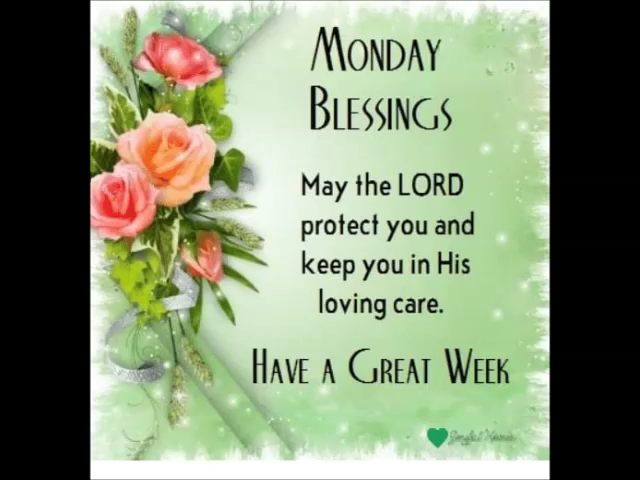 MONDAY
BLESSINGS
May the LORD
protect you and
keep you in His
loving care.
HAVE A GREAT WEEK